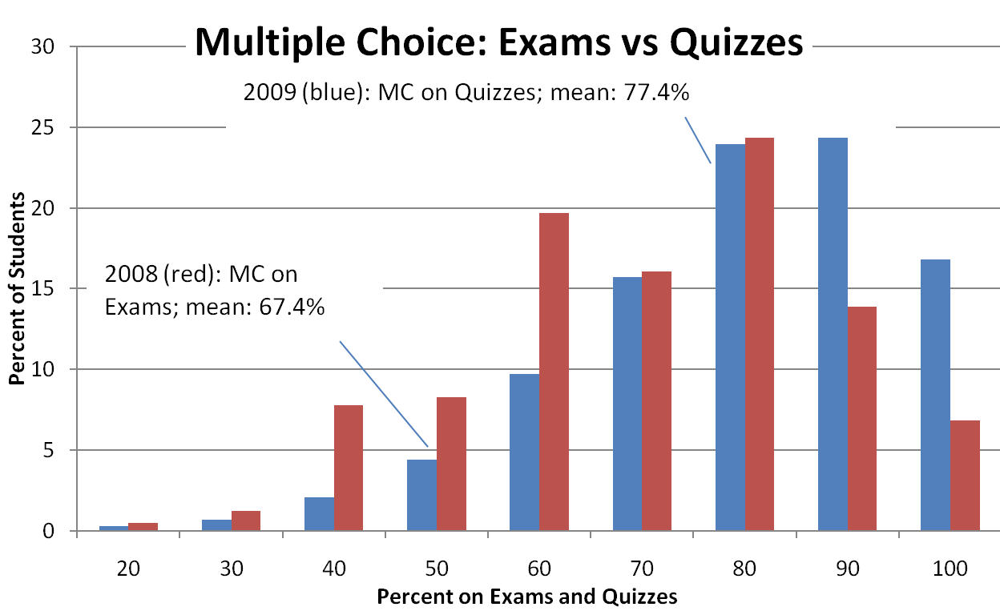 Multiple Choice: Exams vs Quizzes
2009 (blue): MC on Quizzes; mean: 77.4%
2008 (red): MC on
Exams; mean: 67.4%
Percent of Students
30
25
20
15
10
5
0
20 30 40 50 60 70 80 90 100
Percent on Exams and Quizzes